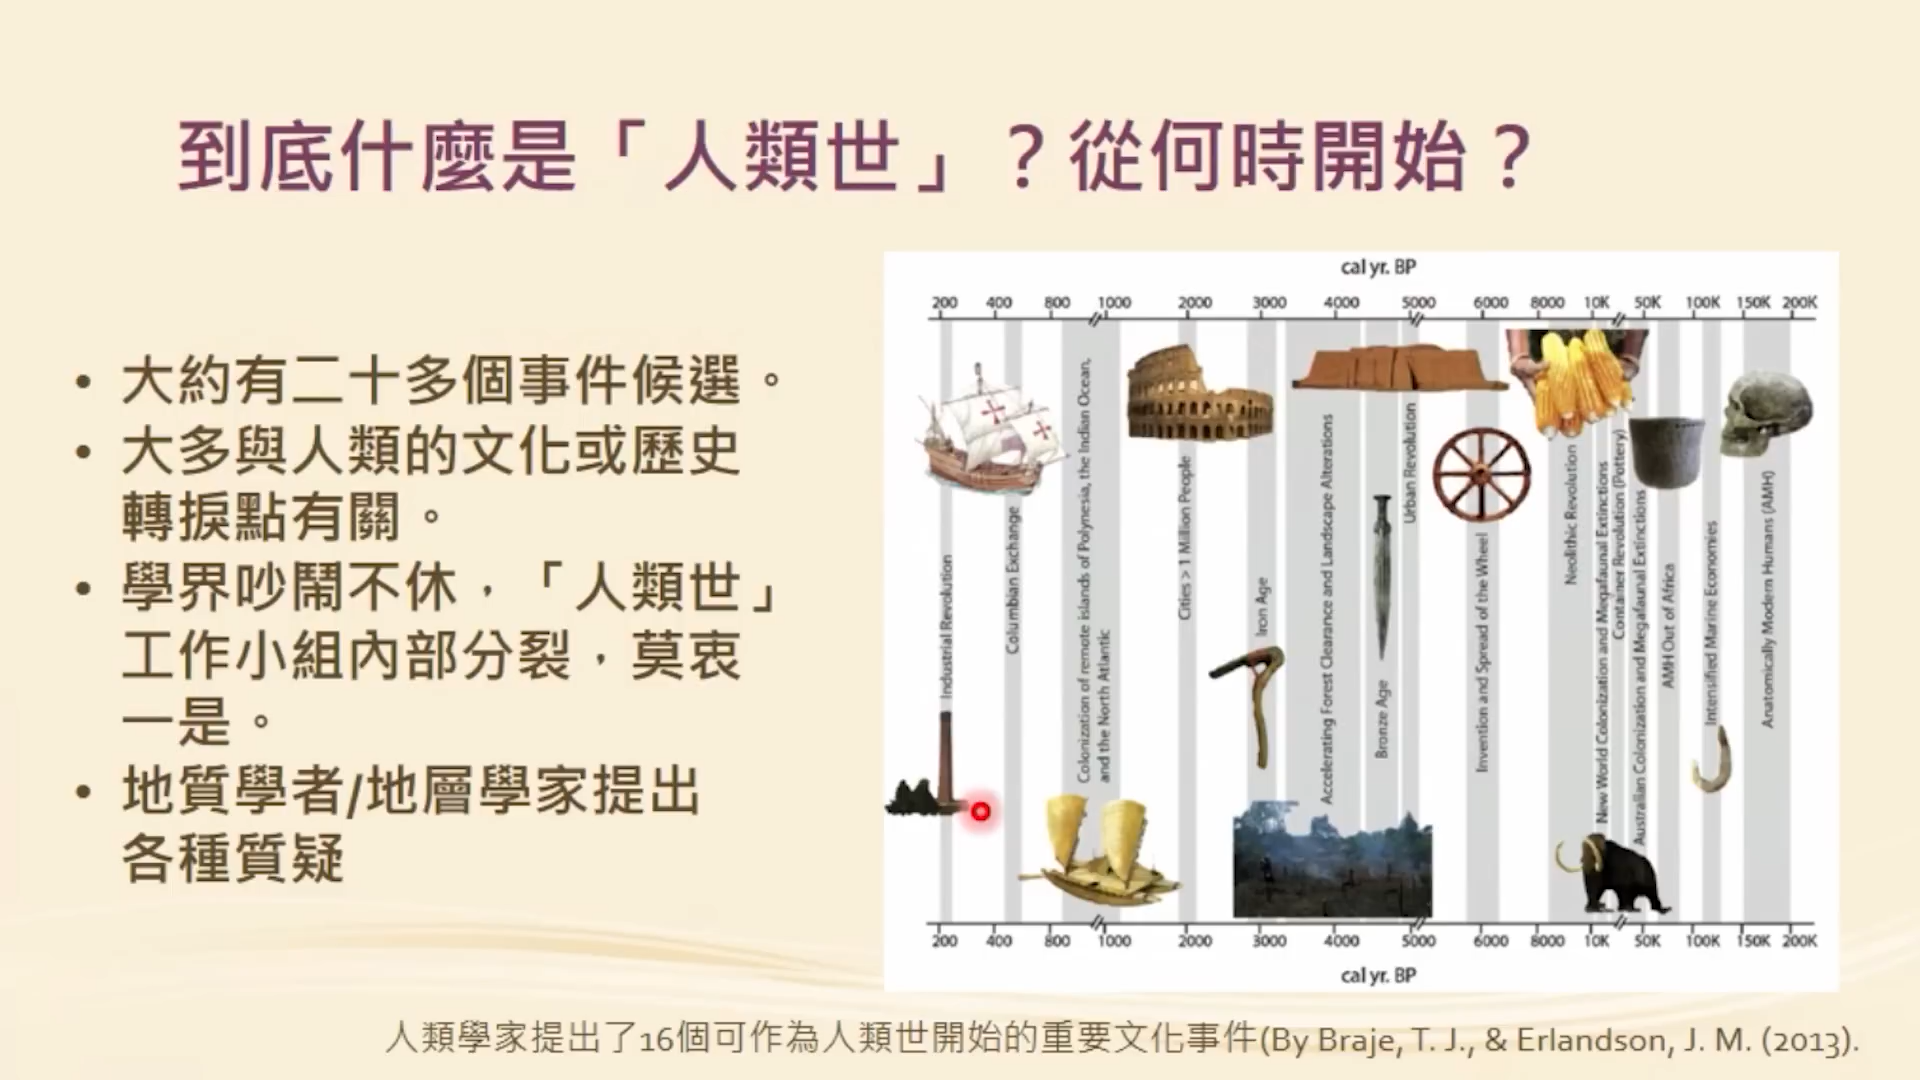 到底什麼是「人類世」？從何時開始？
• 大約有二十多個事件候選。
• 大多與人類的文化或歷史
轉捩點有關。
• 學界吵鬧不休，「人類世」
工作小組內部分裂，莫衷
一是。
• 地質學者/地層學家提出
各種質疑
cal yr. BP
200 400 800 1000 2000 3000 4000 5000 6000 8000 10K 50K 100K 150K 200K
Industrial Revolution
Columbian Exchange
Colonization of remote islands of Polynesia, the Indian Ocean,
and the North Atlantic
Cities > 1 Million People
Iron Age
Accelerating Forest Clearance and Landscape Alterations
Bronze Age
Urban Revolution
Invention and Spread of the Wheel
Neolithic Revolution
New World Colonization and Megafaunal Extinctions
Container Revolution (Pottery)
Australian Colonization and Megafaunal Extinctions
AMH Out of Africa
Intensified Marine Economies
Anatomically Modern Humans (AMH)
200 400 800 1000 2000 3000 4000 5000 6000 8000 10K 50K 100K 150K 200K
cal yr. BP
人類學家提出了16個可作為人類世開始的重要文化事件(By Braje, T. J., & Erlandson, J. M. (2013).